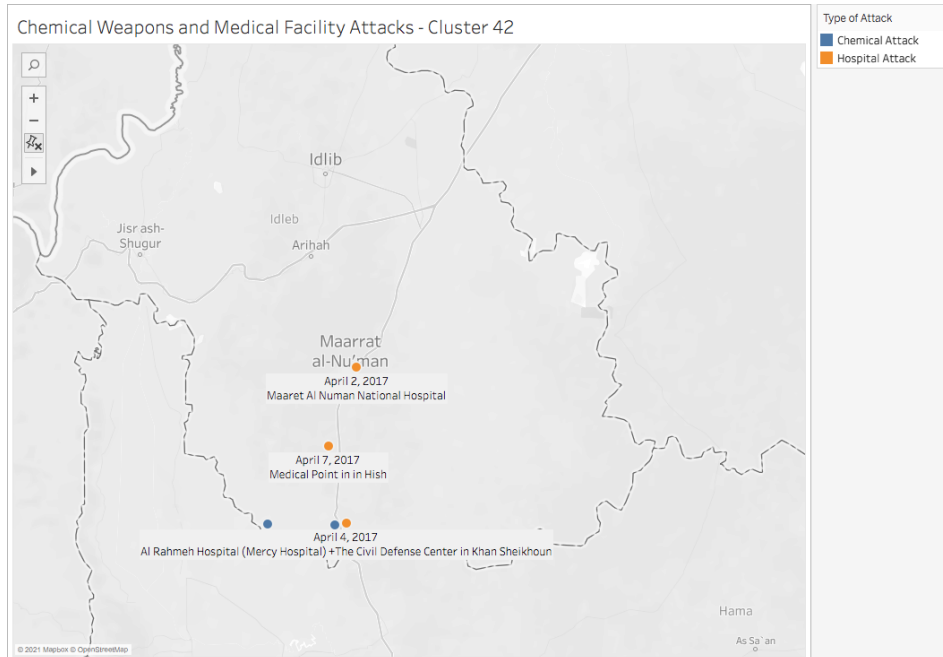 Chemical Weapons and Medical Facility Attacks - Cluster 42
Type of Attack
Chemical Attack
Hospital Attack
Idlib
Idleb
Jisr ash-
Shugur
Arihah
Maarrat
al-Nu'man
April 2, 2017
Maaret Al Numan National Hospital
April 7, 2017
Medical Point in in Hish
April 4, 2017
Al Rahmeh Hospital (Mercy Hospital) +The Civil Defense Center in Khan Sheikhoun
Hama
As Sa`an
© 2021 Mapbox © OpenStreetMap